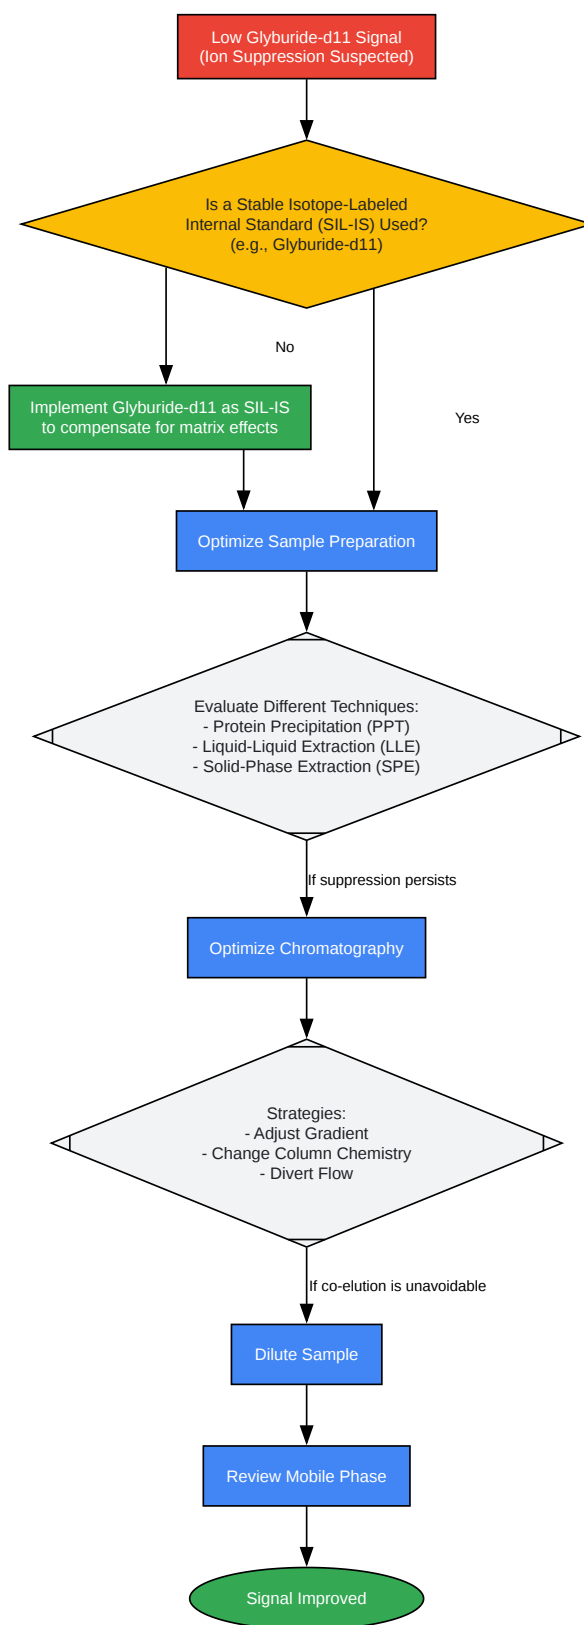 Low Glyburide-d11 Signal
(Ion Suppression Suspected)
Is a Stable Isotope-Labeled
Internal Standard (SIL-IS) Used?
(e.g., Glyburide-d11)
No
Implement Glyburide-d11 as SIL-IS
to compensate for matrix effects
Yes
Optimize Sample Preparation
Evaluate Different Techniques:
- Protein Precipitation (PPT)
- Liquid-Liquid Extraction (LLE)
- Solid-Phase Extraction (SPE)
If suppression persists
Optimize Chromatography
Strategies:
- Adjust Gradient
- Change Column Chemistry
- Divert Flow
If co-elution is unavoidable
Dilute Sample
Review Mobile Phase
Signal Improved